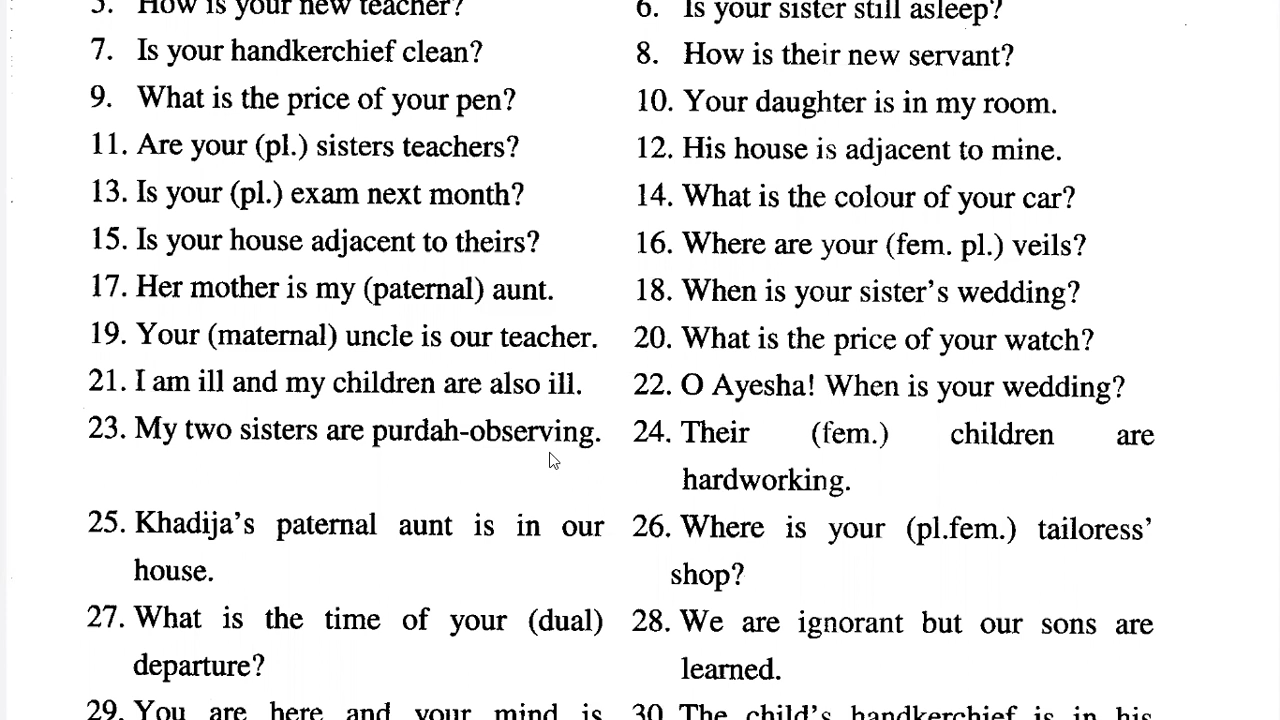 5. How is your new teacher?
6. Is your sister still asleep?
7. Is your handkerchief clean?
8. How is their new servant?
9. What is the price of your pen?
10. Your daughter is in my room.
11. Are your (pl.) sisters teachers?
12. His house is adjacent to mine.
13. Is your (pl.) exam next month?
14. What is the colour of your car?
15. Is your house adjacent to theirs?
16. Where are your (fem. pl.) veils?
17. Her mother is my (paternal) aunt.
18. When is your sister's wedding?
19. Your (maternal) uncle is our teacher.
20. What is the price of your watch?
21. I am ill and my children are also ill.
22. O Ayesha! When is your wedding?
23. My two sisters are purdah-observing.
24. Their (fem.) children are
hardworking.
25. Khadija's paternal aunt is in our
house.
26. Where is your (pl.fem.) tailoress'
shop?
27. What is the time of your (dual)
departure?
28. We are ignorant but our sons are
learned.
29. You are here and your mind is
30. The child's handkerchief is in his